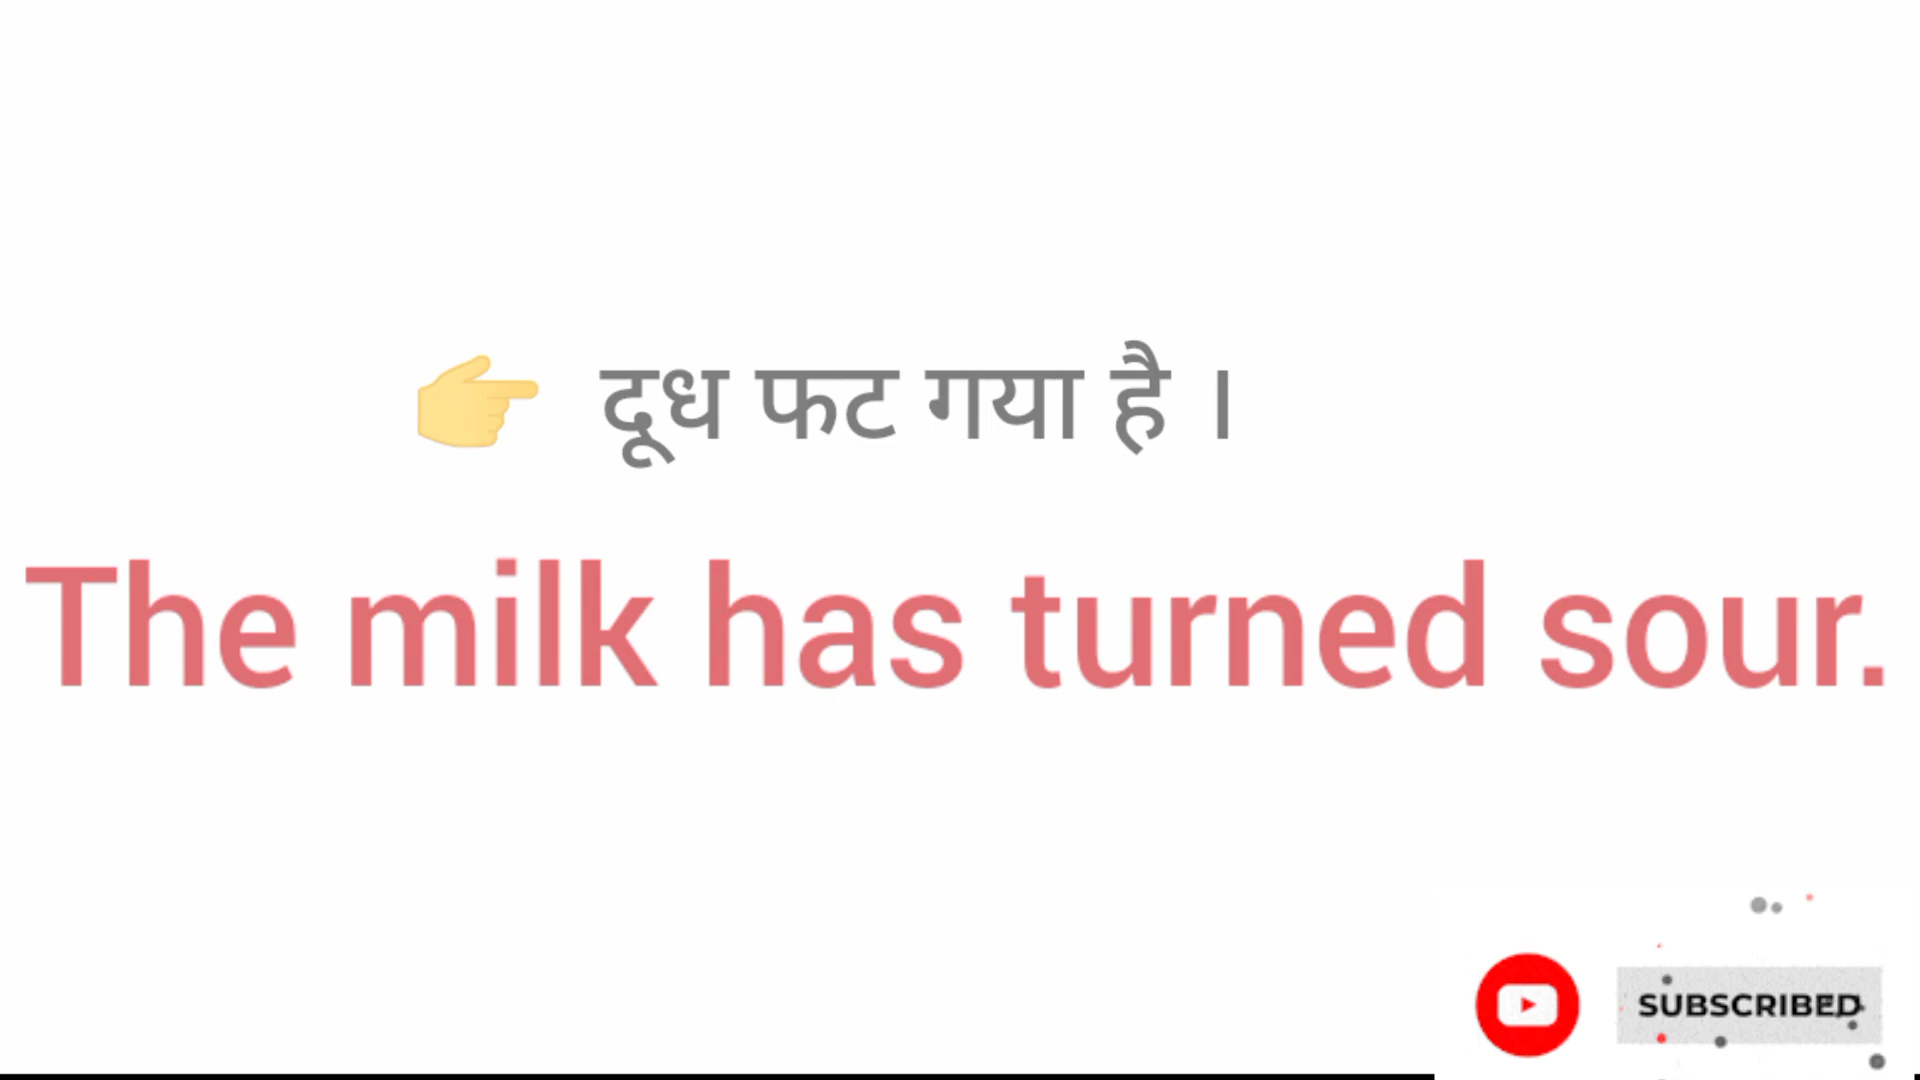 👉 दूध फट गया है ।
The milk has turned sour.
SUBSCRIBED